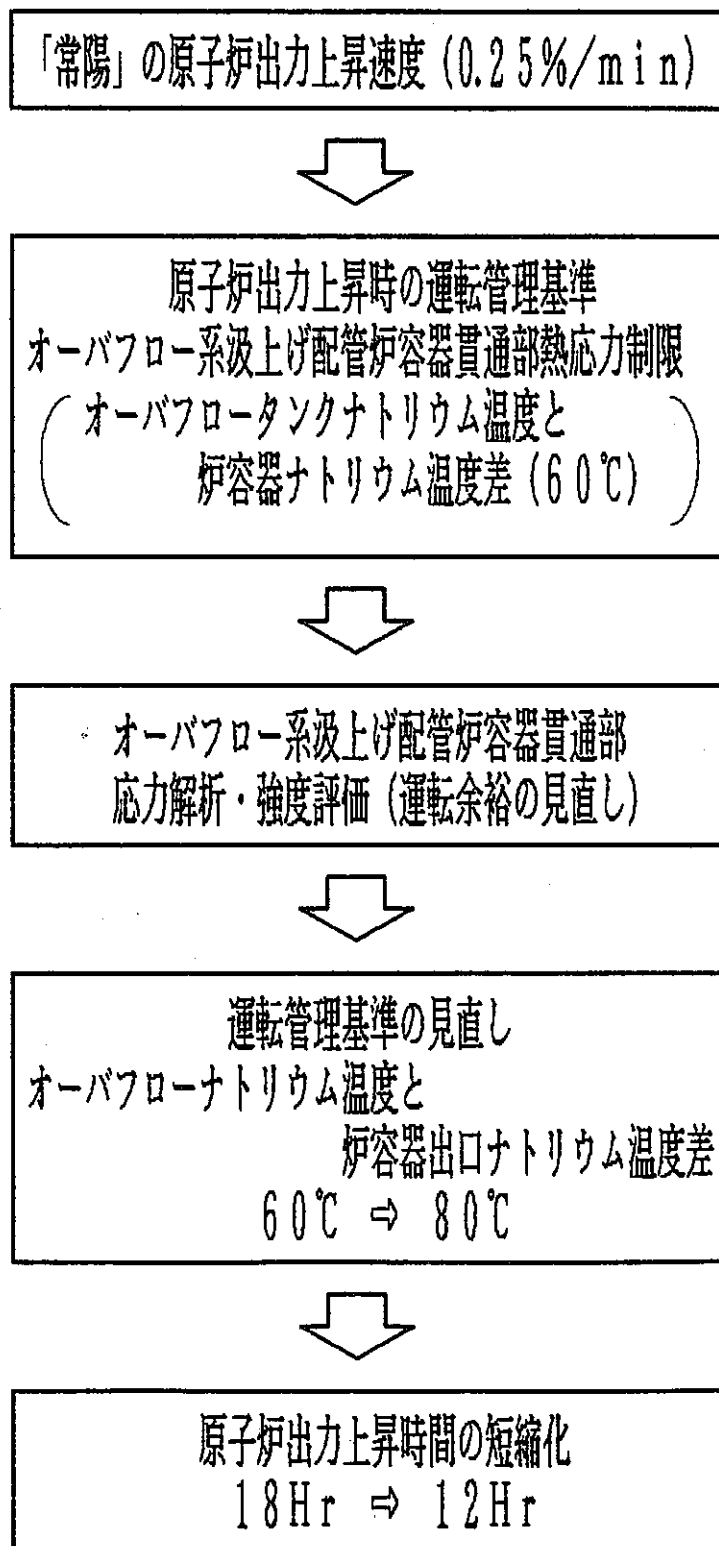 「常陽」の原子炉出力上昇速度(0.25%/min)
原子炉出力上昇時の運転管理基準
オーバフロー系汲上げ配管炉容器貫通部熱応力制限
(オーバフロータンクナトリウム温度と
炉容器ナトリウム温度差(60℃))
オーバフロー系汲上げ配管炉容器貫通部
応力解析・強度評価(運転余裕の見直し)
運転管理基準の見直し
オーバフローナトリウム温度と
炉容器出口ナトリウム温度差
60℃ ⇨ 80℃
原子炉出力上昇時間の短縮化
18Hr ⇨ 12Hr